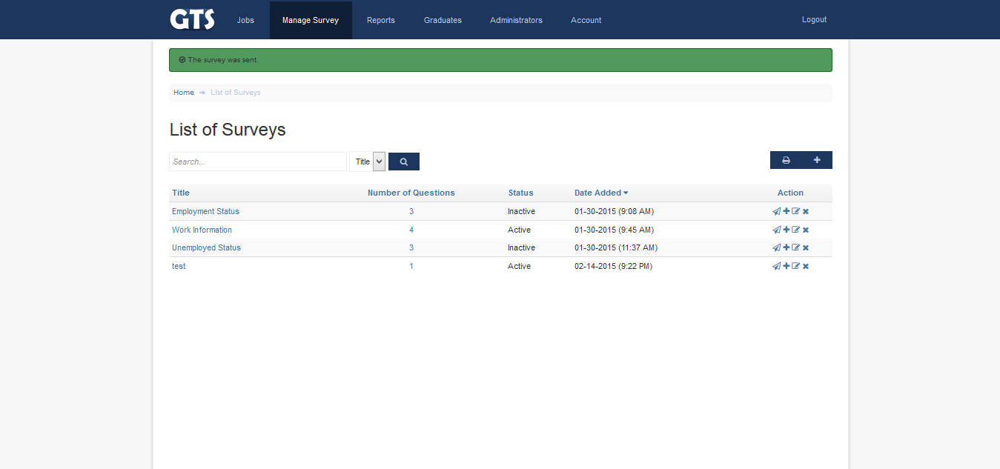 GTS Jobs Manage Survey Reports Graduates Administrators Account Logout
The survey was sent.
Home List of Surveys
List of Surveys
Search... Title
Title Number of Questions Status Date Added Action
Employment Status 3 Inactive 01-30-2015 (9:08 AM)
Work Information 4 Active 01-30-2015 (9:45 AM)
Unemployed Status 3 Inactive 01-30-2015 (11:37 AM)
test 1 Active 02-14-2015 (9:22 PM)